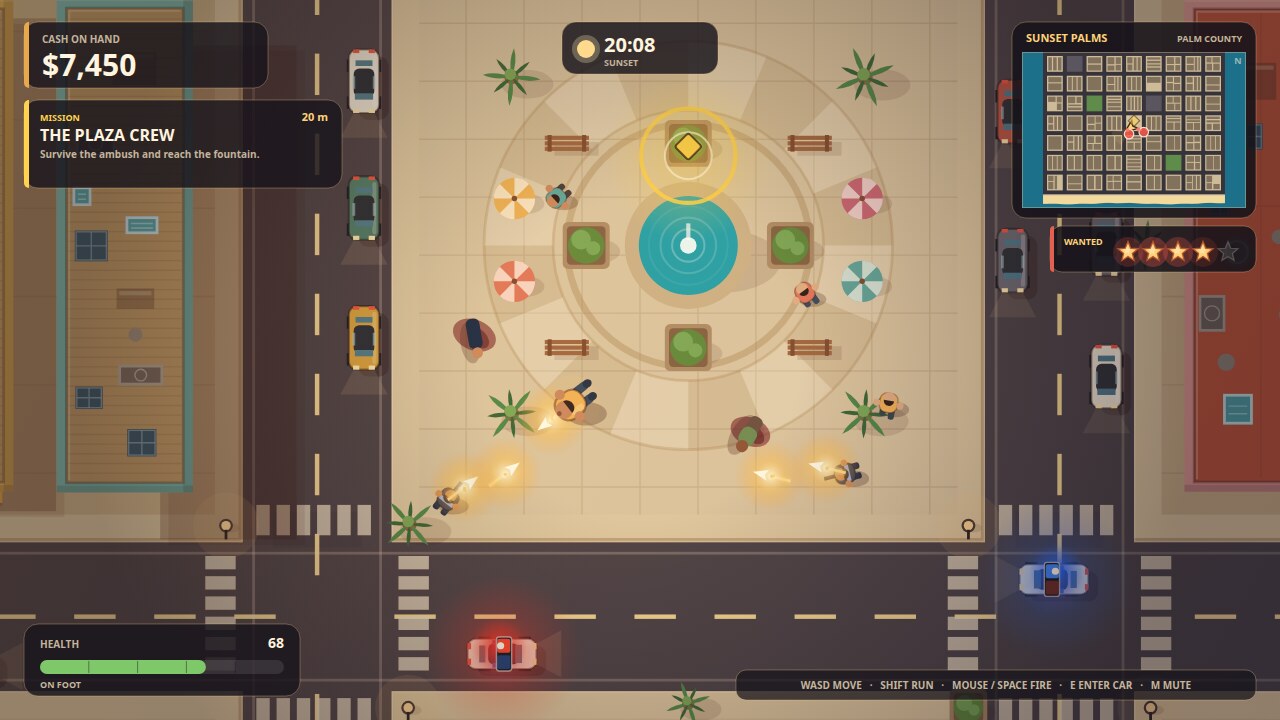 CASH ON HAND
$7,450
MISSION
20 m
THE PLAZA CREW
Survive the ambush and reach the fountain.
20:08
SUNSET
SUNSET PALMS
PALM COUNTY
N
WANTED
HEALTH
68
ON FOOT
WASD MOVE · SHIFT RUN · MOUSE / SPACE FIRE · E ENTER CAR · M MUTE